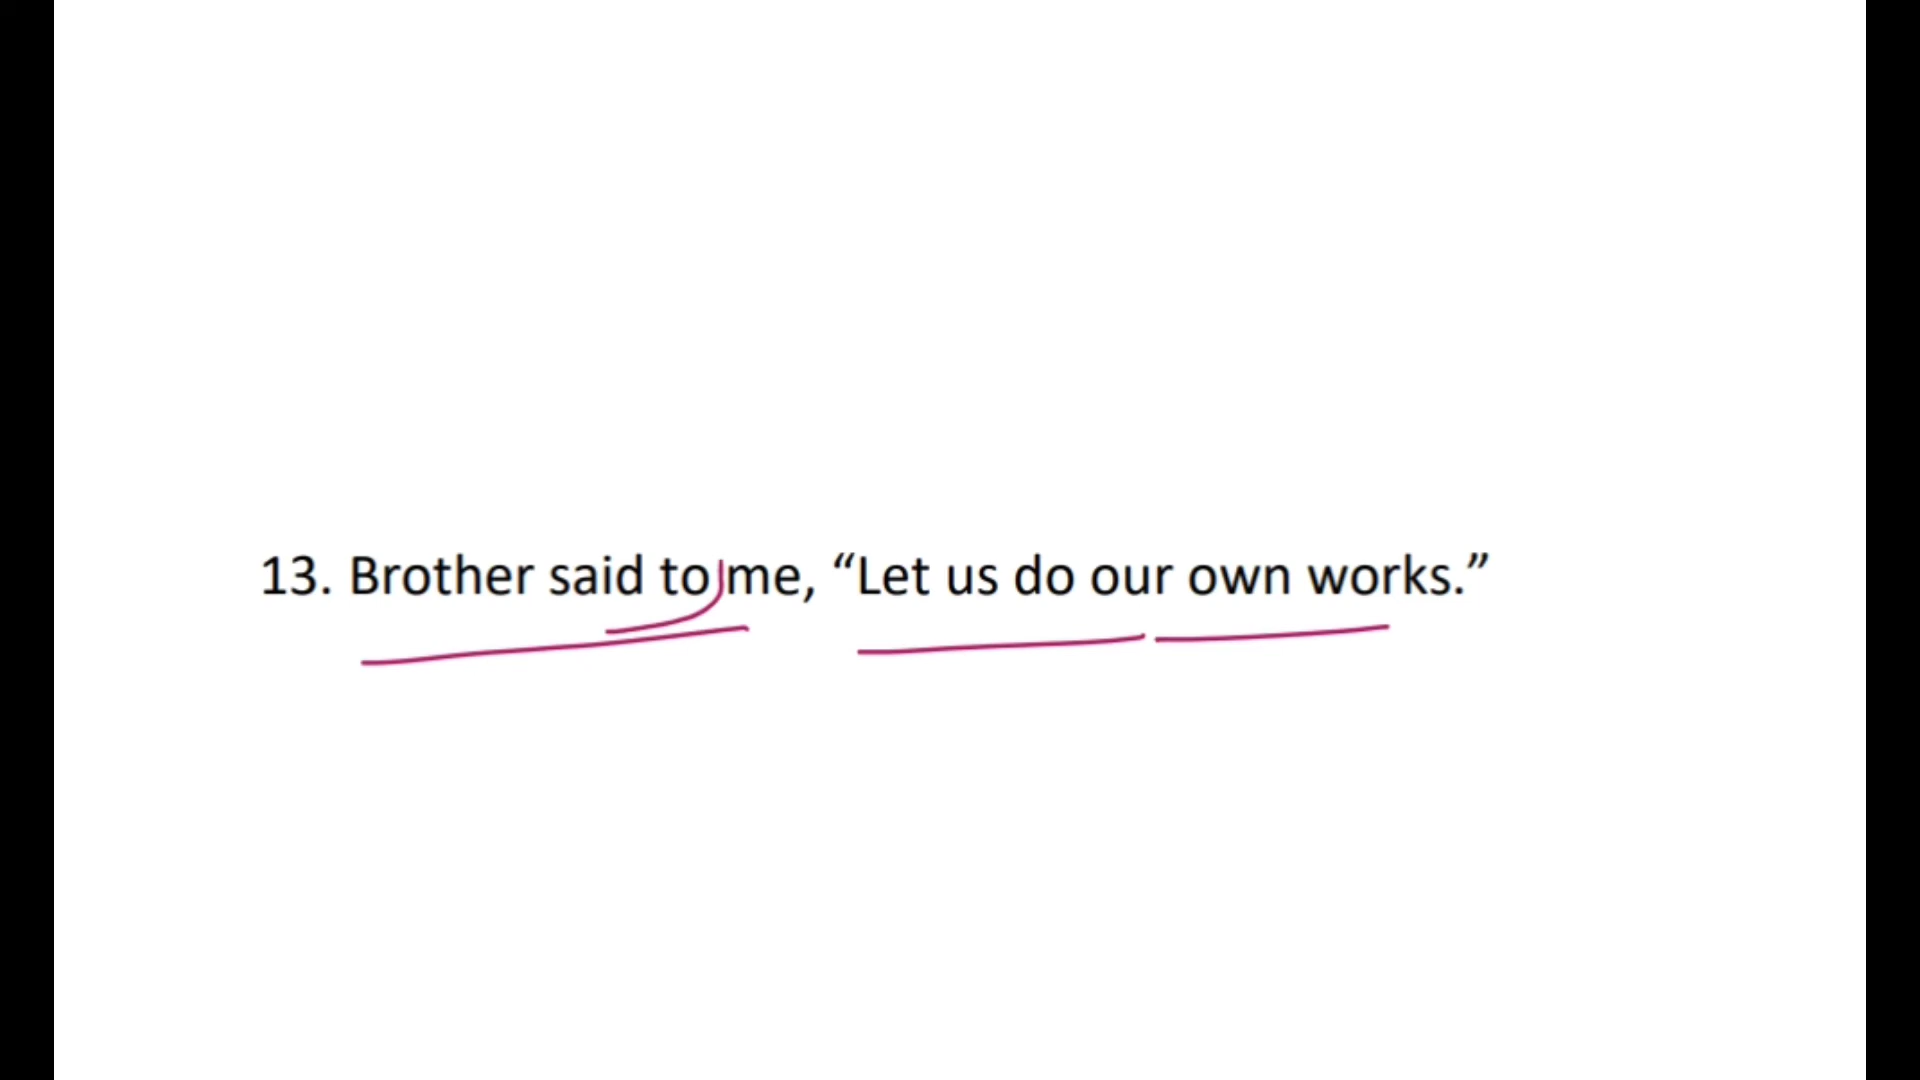 13. Brother said to me, “Let us do our own works.”